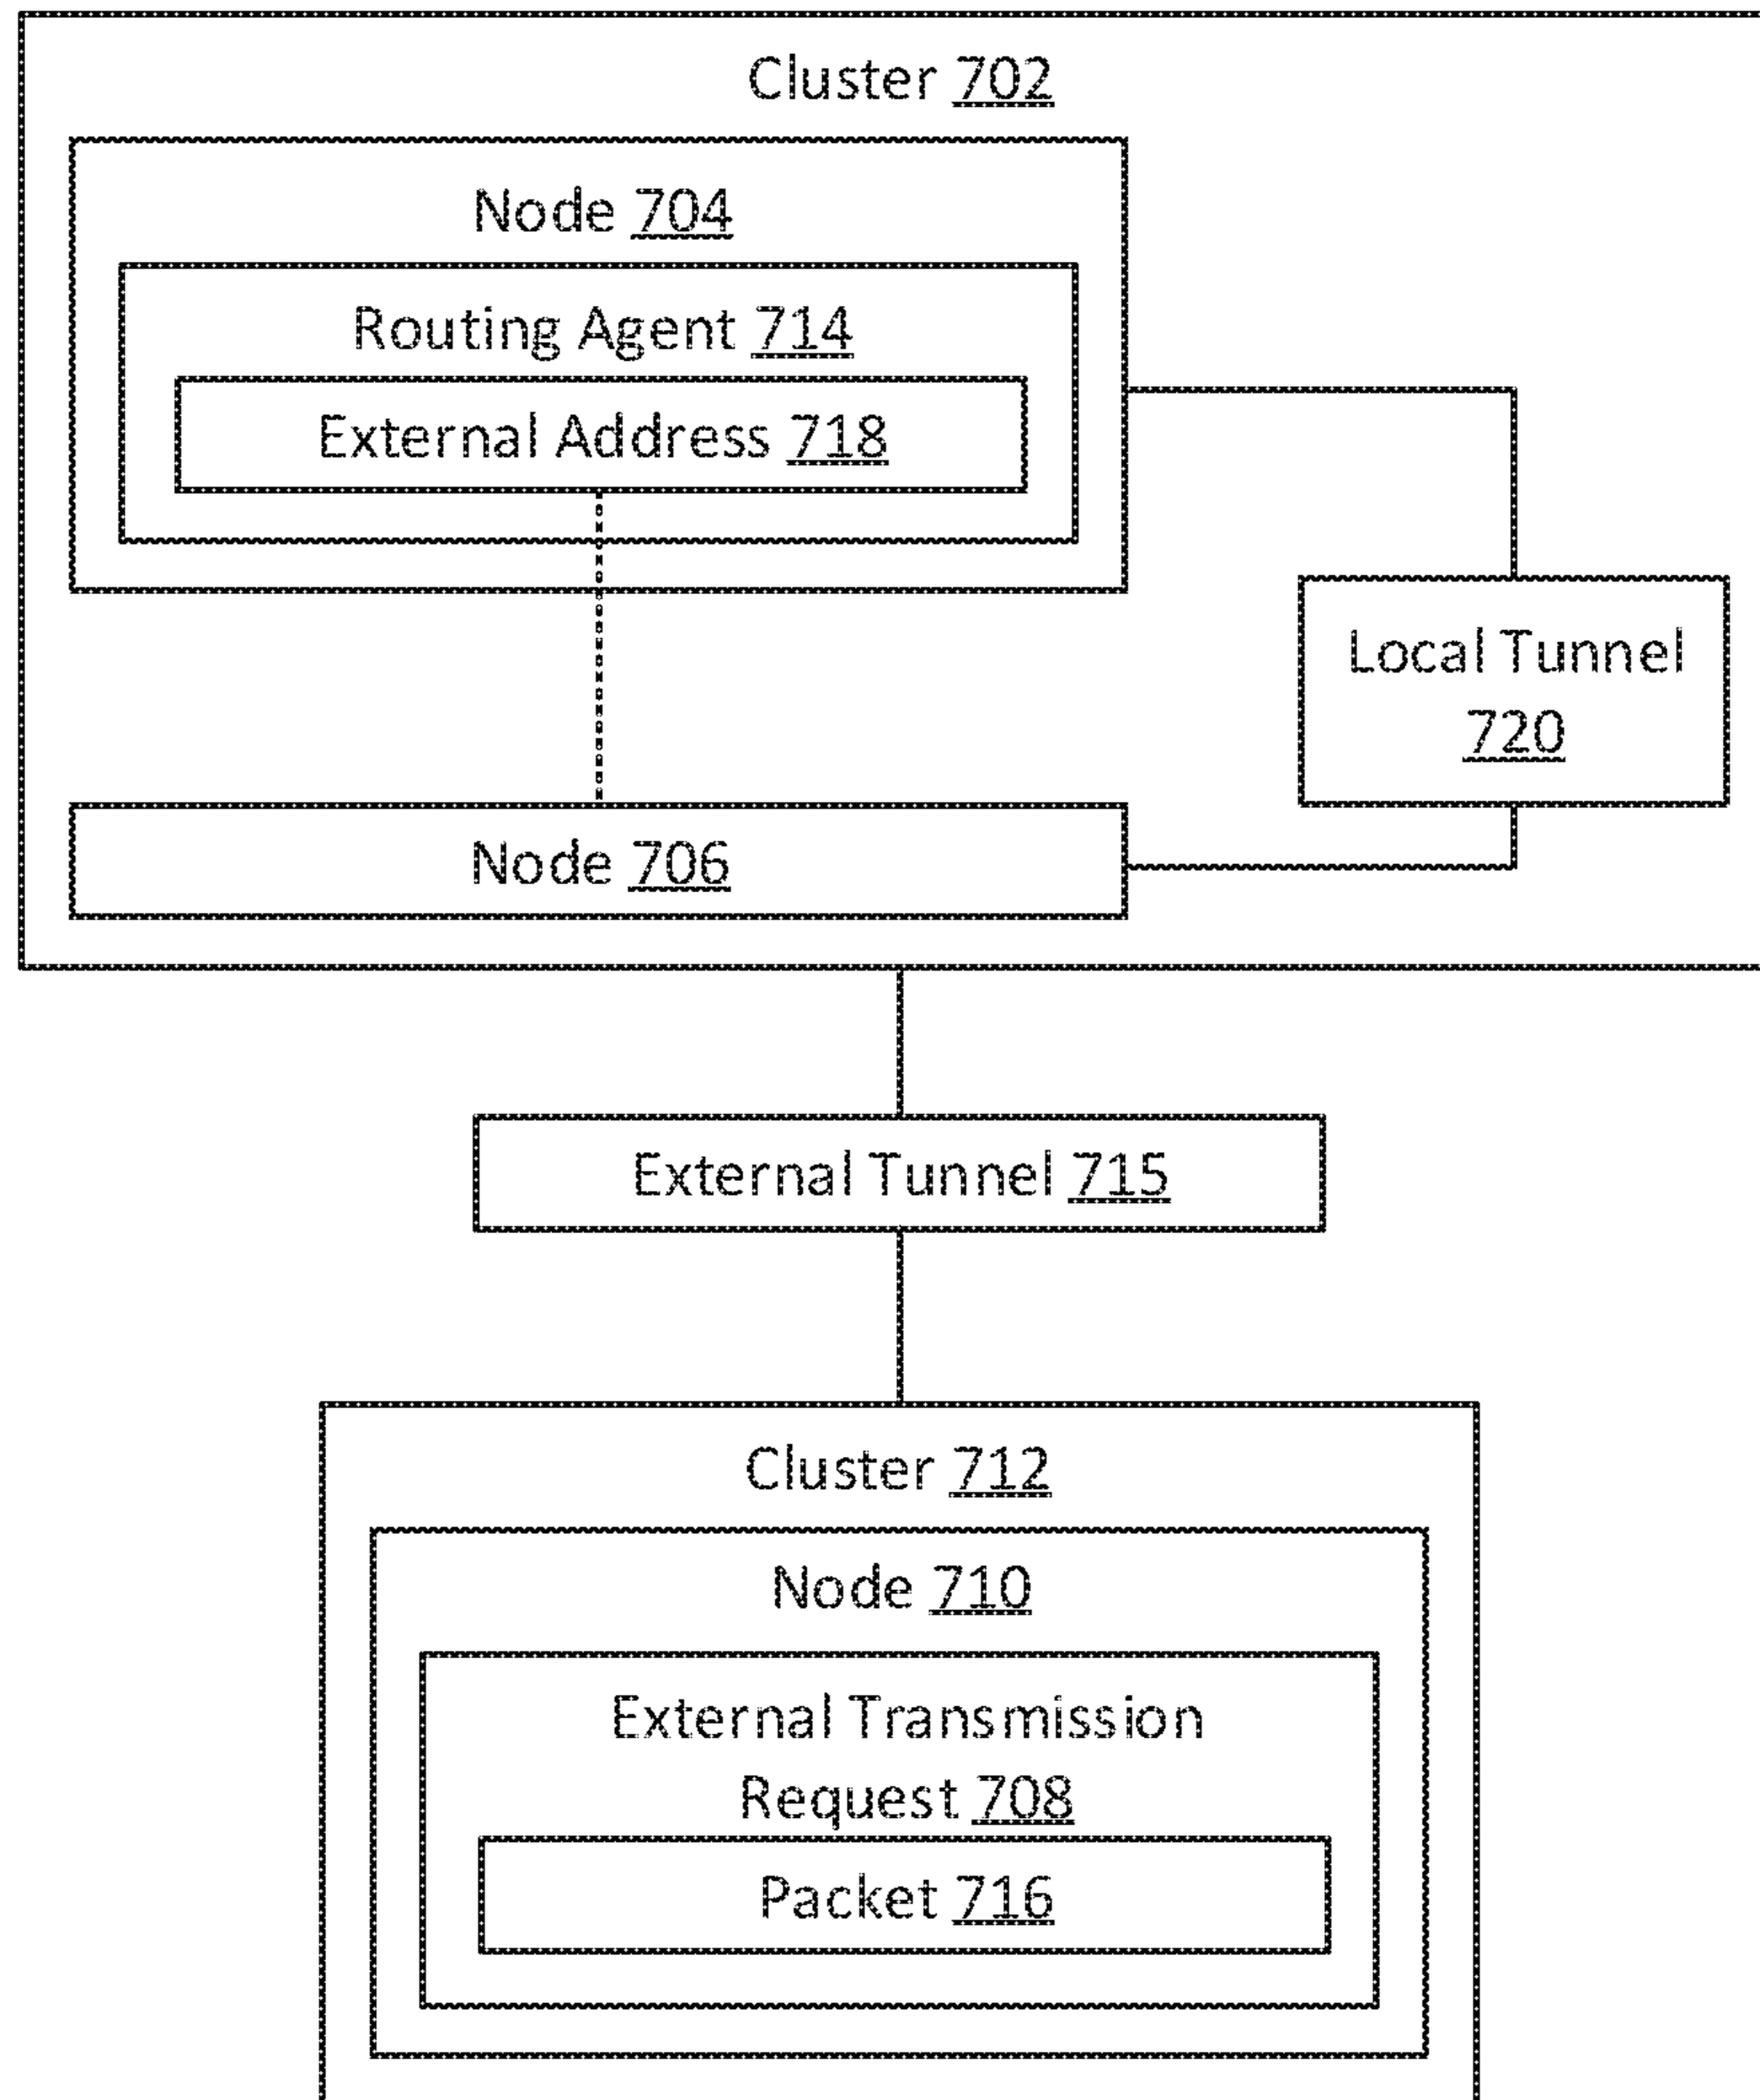 Cluster 702
Node 704
Routing Agent 714
External Address 718
Local Tunnel
720
Node 706
External Tunnel 715
Cluster 712
Node 710
External Transmission
Request 708
Packet 716